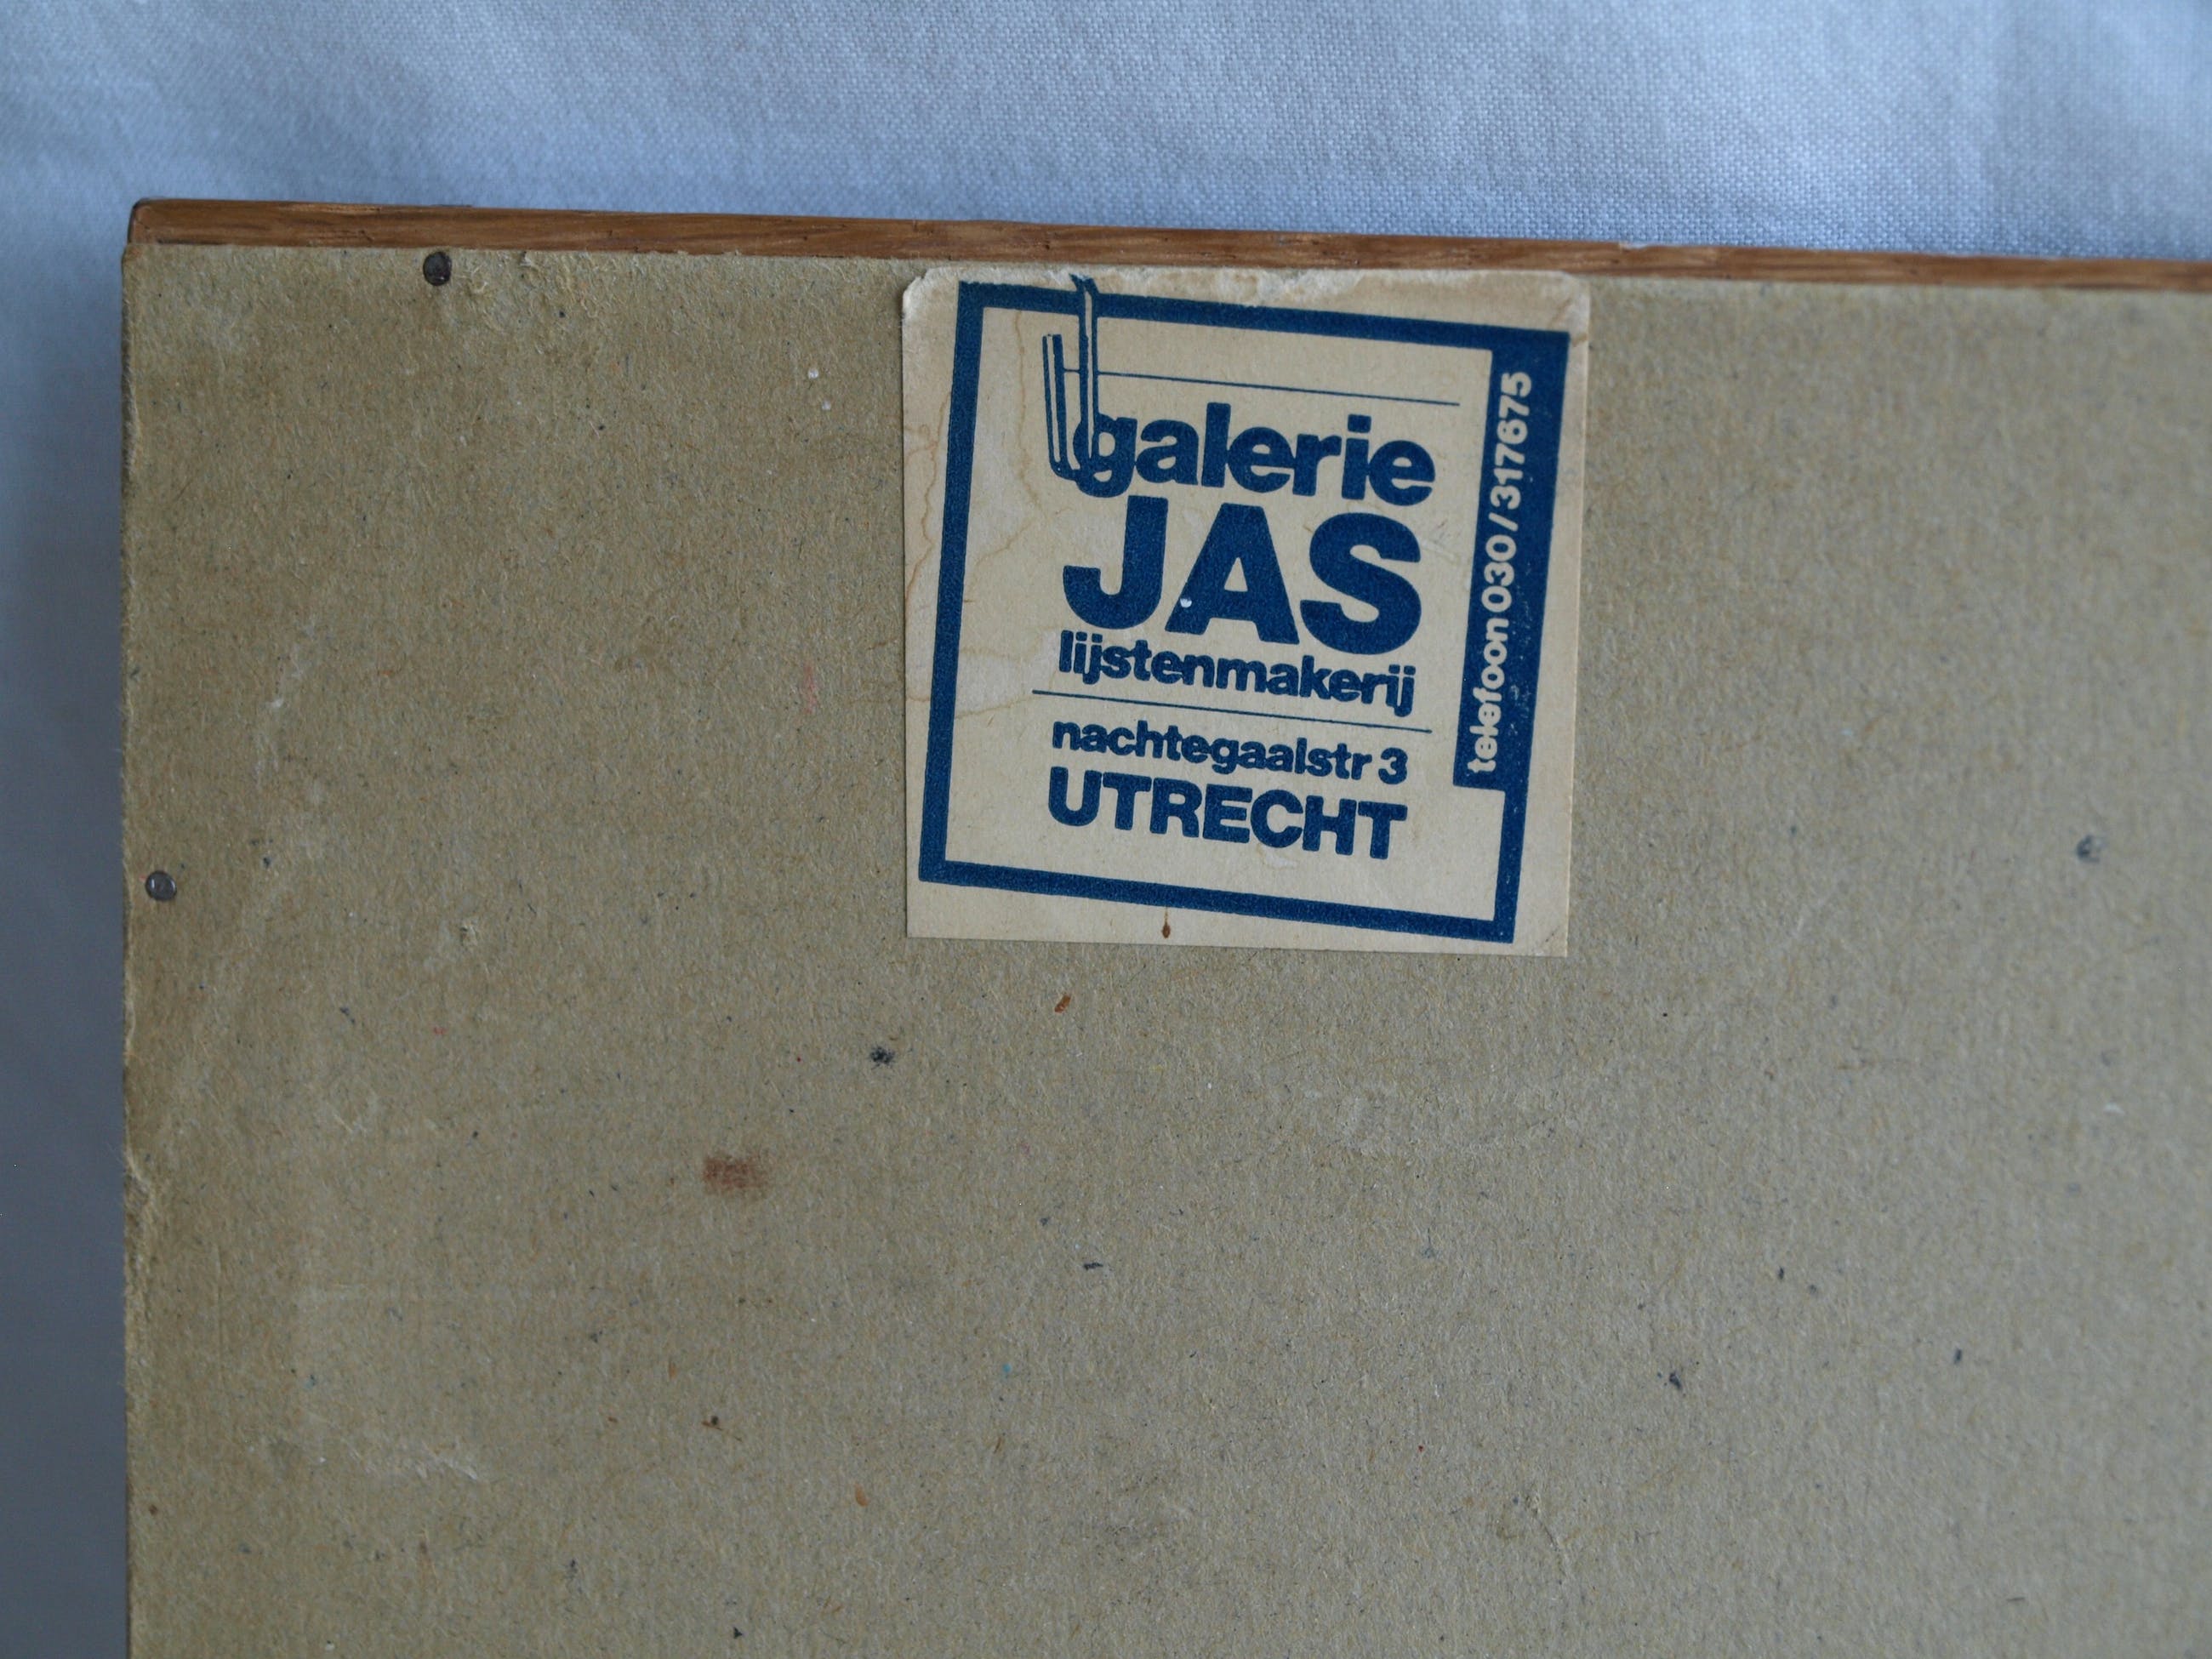 galerie
JAS
lijstenmakerij
nachtegaalstr 3
UTRECHT
telefoon 030/317675